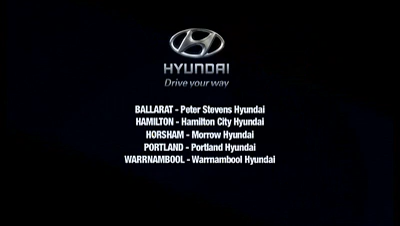 HYUNDAI
Drive your way
BALLARAT - Peter Stevens Hyundai
HAMILTON - Hamilton City Hyundai
HORSHAM - Morrow Hyundai
PORTLAND - Portland Hyundai
WARRNAMBOOL - Warrnambool Hyundai